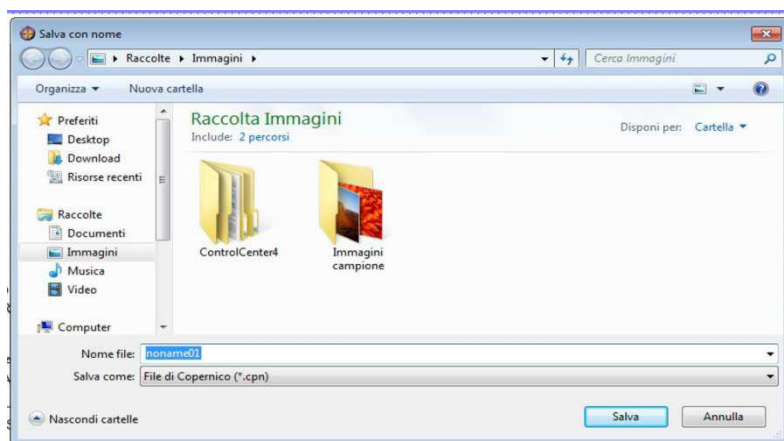 Salva con nome
Raccolte Immagini
Cerca Immagini
Organizza Nuova cartella
Preferiti
Desktop
Download
Risorse recenti
Raccolte
Documenti
Immagini
Musica
Video
Computer
Raccolta Immagini
Include: 2 percorsi
Disponi per: Cartella
ControlCenter4
Immagini
campione
Nome file: noname01
Salva come: File di Copernico (*.cpn)
Nascondi cartelle
Salva
Annulla